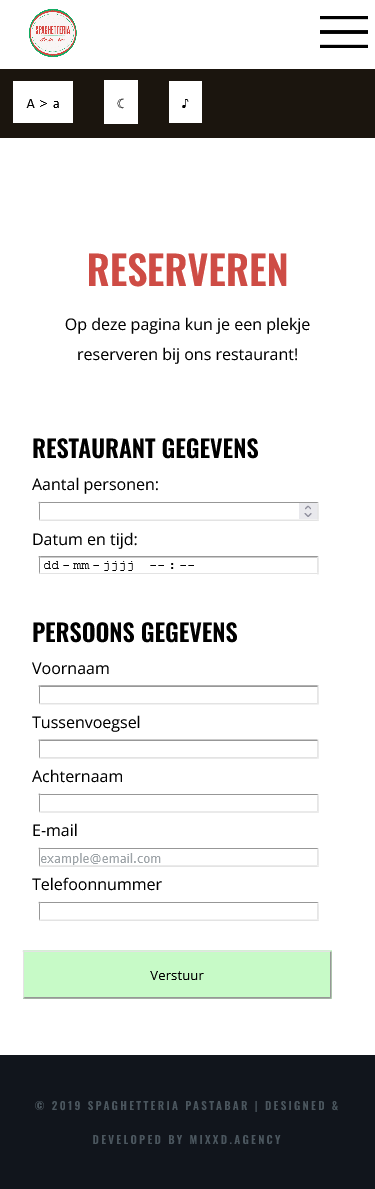 SPAGHETTERIA
A > a ☾ ♪
RESERVEREN
Op deze pagina kun je een plekje
reserveren bij ons restaurant!
RESTAURANT GEGEVENS
Aantal personen:
Datum en tijd:
dd-mm-jjjj --:--
PERSOONS GEGEVENS
Voornaam
Tussenvoegsel
Achternaam
E-mail
example@email.com
Telefoonnummer
Verstuur
© 2019 SPAGHETTERIA PASTABAR | DESIGNED &
DEVELOPED BY MIXXD.AGENCY